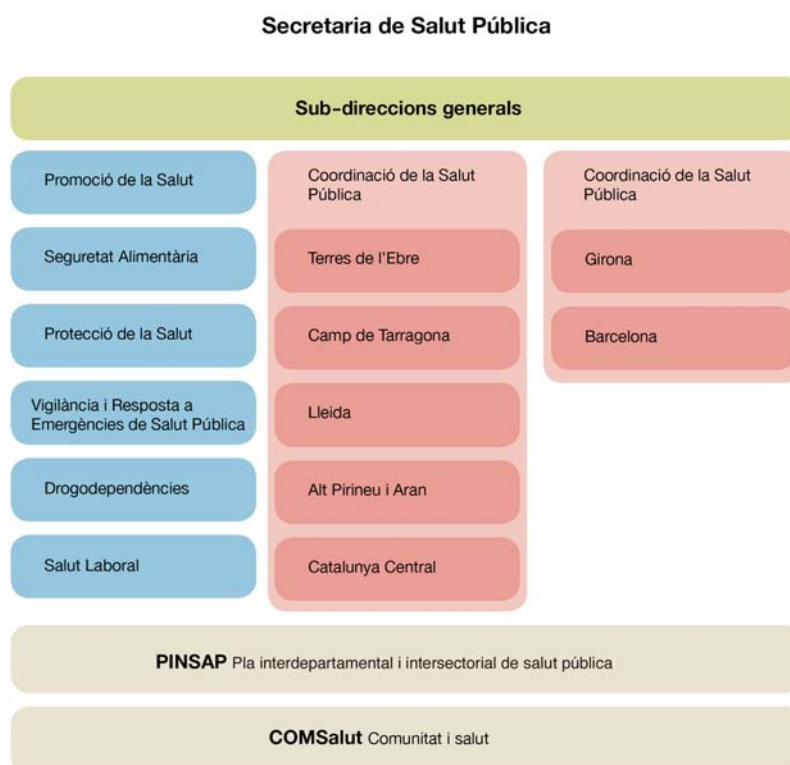 Secretaria de Salut Pública
Sub-direccions generals
Promoció de la Salut
Seguretat Alimentària
Protecció de la Salut
Vigilància i Resposta a
Emergències de Salut Pública
Drogodependències
Salut Laboral
Coordinació de la Salut
Pública
Terres de l'Ebre
Camp de Tarragona
Lleida
Alt Pirineu i Aran
Catalunya Central
Coordinació de la Salut
Pública
Girona
Barcelona
PINSAP Pla interdepartamental i intersectorial de salut pública
COMSalut Comunitat i salut